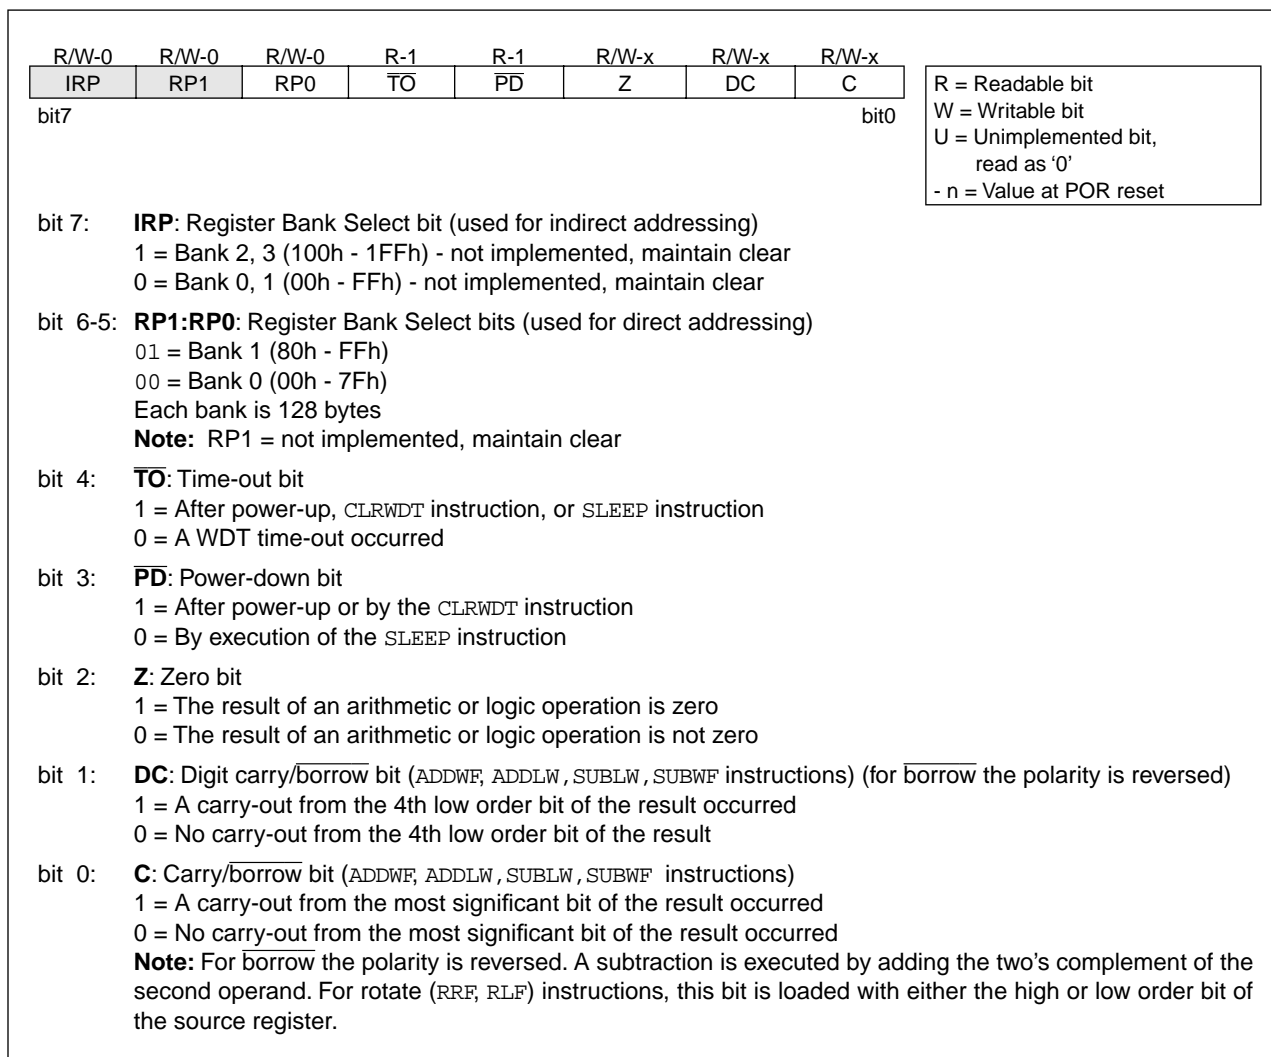 R/W-0 R/W-0 R/W-0 R-1 R-1 R/W-x R/W-x R/W-x
IRP RP1 RP0 T̅O̅ P̅D̅ Z DC C
bit7 bit0
R = Readable bit
W = Writable bit
U = Unimplemented bit,
read as ‘0’
- n = Value at POR reset
bit 7: IRP: Register Bank Select bit (used for indirect addressing)
1 = Bank 2, 3 (100h - 1FFh) - not implemented, maintain clear
0 = Bank 0, 1 (00h - FFh) - not implemented, maintain clear
bit 6-5: RP1:RP0: Register Bank Select bits (used for direct addressing)
01 = Bank 1 (80h - FFh)
00 = Bank 0 (00h - 7Fh)
Each bank is 128 bytes
Note: RP1 = not implemented, maintain clear
bit 4: T̅O̅: Time-out bit
1 = After power-up, CLRWDT instruction, or SLEEP instruction
0 = A WDT time-out occurred
bit 3: P̅D̅: Power-down bit
1 = After power-up or by the CLRWDT instruction
0 = By execution of the SLEEP instruction
bit 2: Z: Zero bit
1 = The result of an arithmetic or logic operation is zero
0 = The result of an arithmetic or logic operation is not zero
bit 1: DC: Digit carry/b̅o̅r̅r̅o̅w̅ bit (ADDWF, ADDLW,SUBLW,SUBWF instructions) (for b̅o̅r̅r̅o̅w̅ the polarity is reversed)
1 = A carry-out from the 4th low order bit of the result occurred
0 = No carry-out from the 4th low order bit of the result
bit 0: C: Carry/b̅o̅r̅r̅o̅w̅ bit (ADDWF, ADDLW,SUBLW,SUBWF instructions)
1 = A carry-out from the most significant bit of the result occurred
0 = No carry-out from the most significant bit of the result occurred
Note: For b̅o̅r̅r̅o̅w̅ the polarity is reversed. A subtraction is executed by adding the two’s complement of the
second operand. For rotate (RRF, RLF) instructions, this bit is loaded with either the high or low order bit of
the source register.